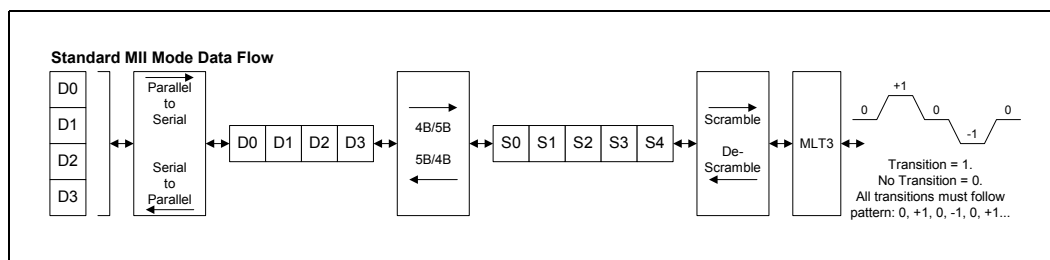 Standard MII Mode Data Flow
D0
D1
D2
D3
Parallel
to
Serial
Serial
to
Parallel
D0 D1 D2 D3
4B/5B
5B/4B
S0 S1 S2 S3 S4
Scramble
De-
Scramble
MLT3
0
+1
0
-1
0
Transition = 1.
No Transition = 0.
All transitions must follow
pattern: 0, +1, 0, -1, 0, +1...